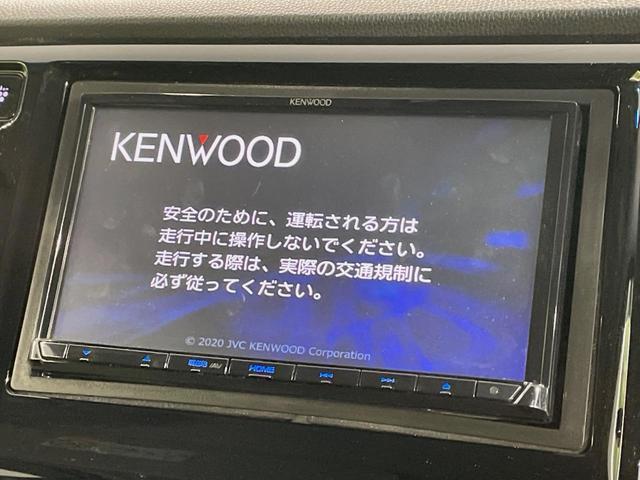 KENWOOD
KENWOOD
安全のために、運転される方は
走行中に操作しないでください。
走行する際は、実際の交通規制に
必ず従ってください。
© 2020 JVC KENWOOD Corporation
HOME